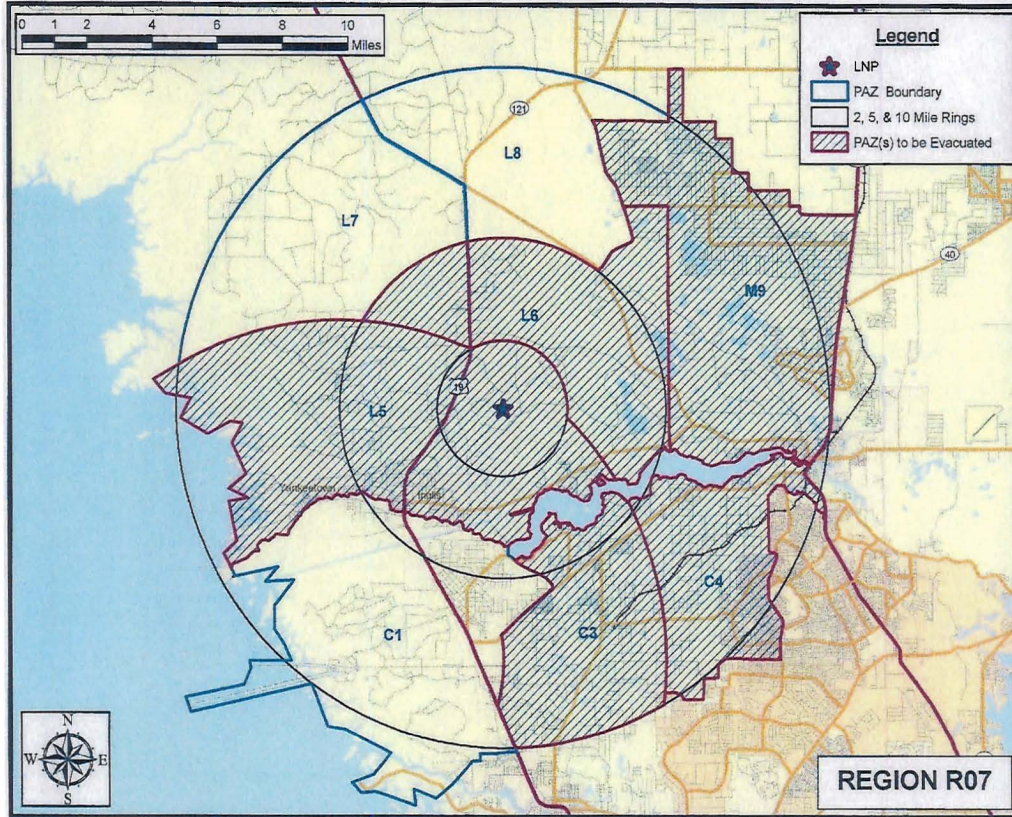 0 1 2 4 6 8 10
Miles
Legend
LNP
PAZ Boundary
2, 5, & 10 Mile Rings
PAZ(s) to be Evacuated
121
L8
L7
40
M9
L6
19
L5
Yankeetown
Inglis
C4
C1
C3
N
W E
S
REGION R07